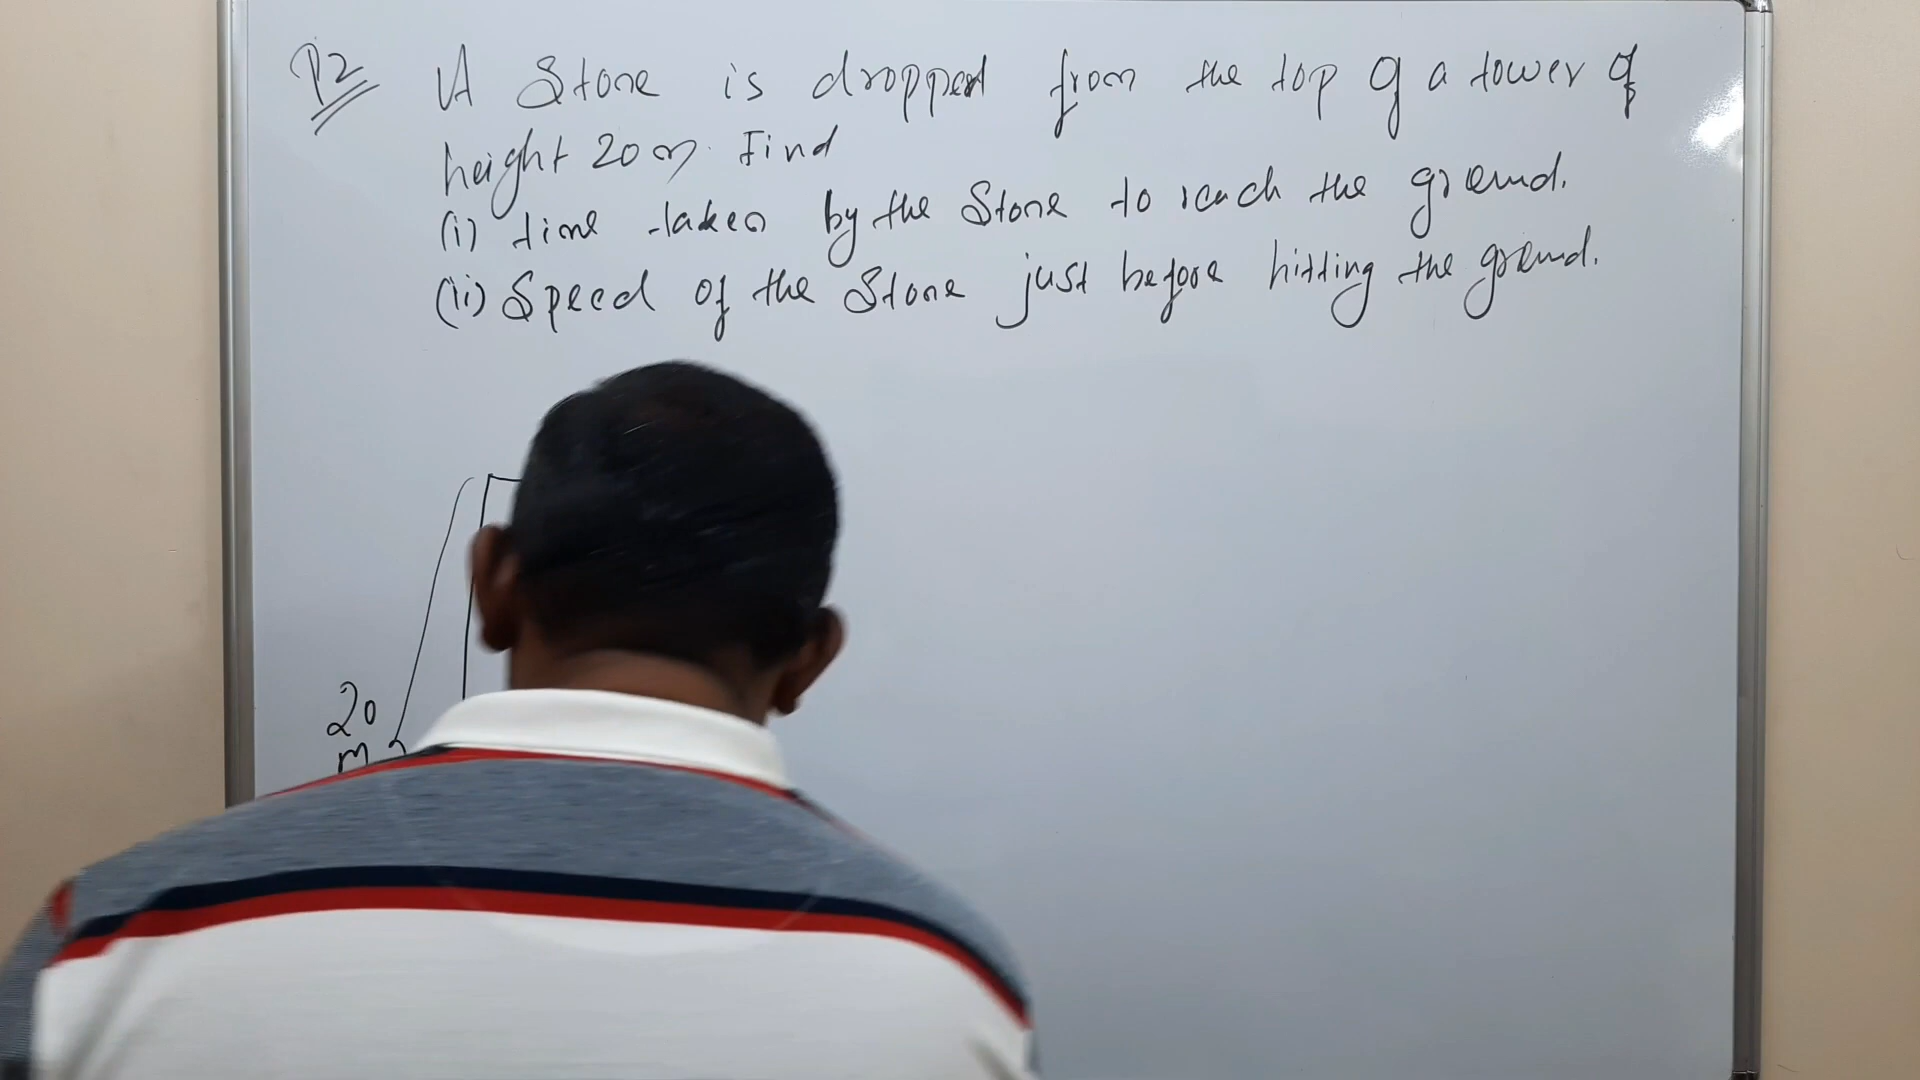 P2 A Stone is dropped from the top of a tower of
height 20 m. Find
(i) time taken by the Stone to reach the ground.
(ii) Speed of the Stone just before hitting the ground.
20
m